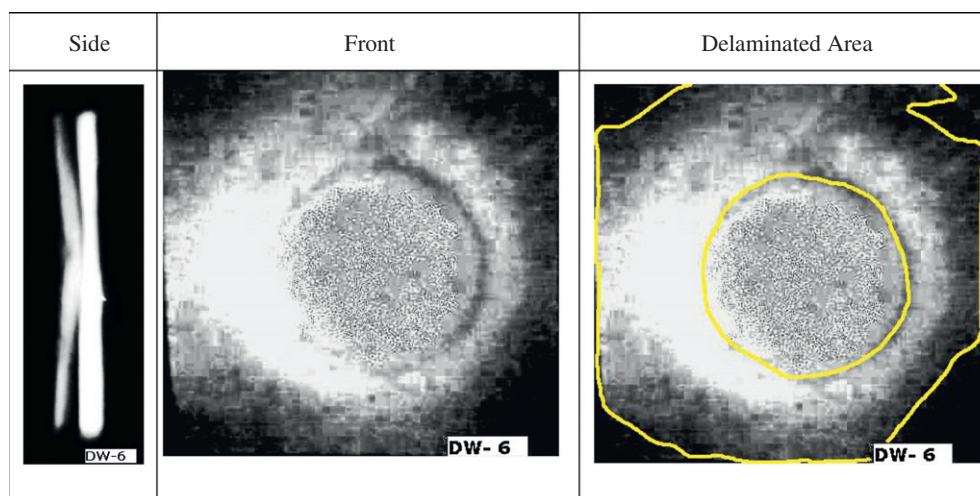 Side
Front
Delaminated Area
DW-6
DW- 6
DW- 6